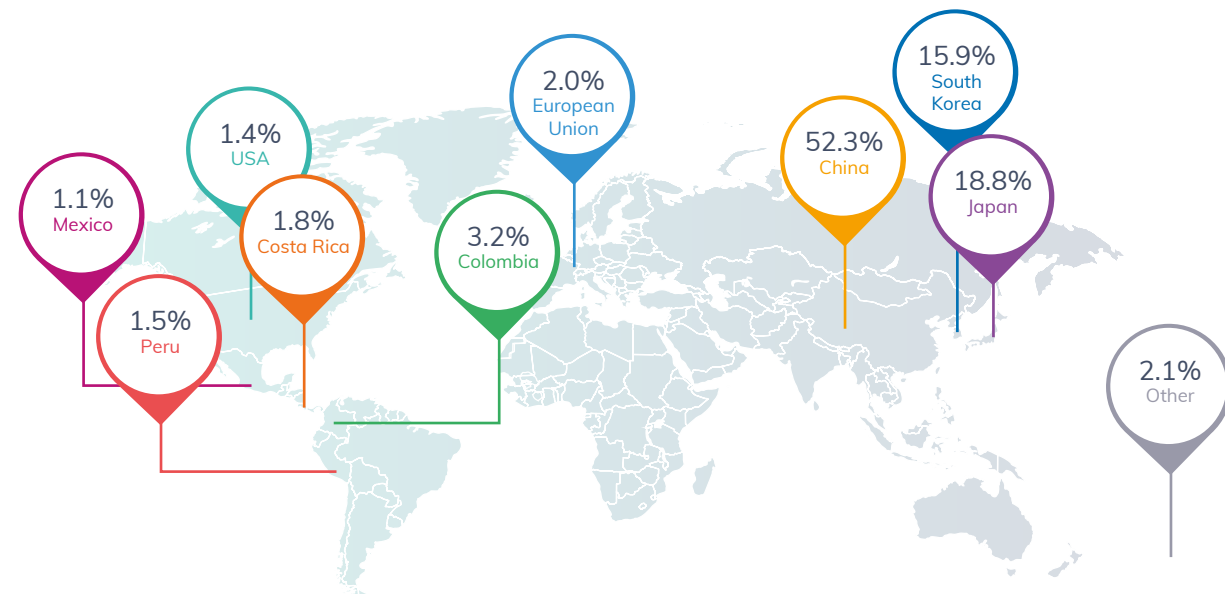 1.1%
Mexico
1.4%
USA
1.5%
Peru
1.8%
Costa Rica
3.2%
Colombia
2.0%
European
Union
52.3%
China
15.9%
South
Korea
18.8%
Japan
2.1%
Other